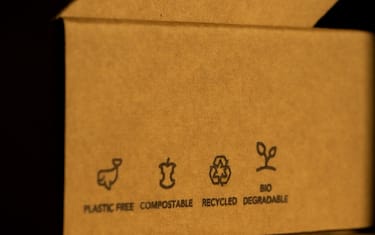 PLASTIC FREE COMPOSTABLE RECYCLED BIO
DEGRADABLE